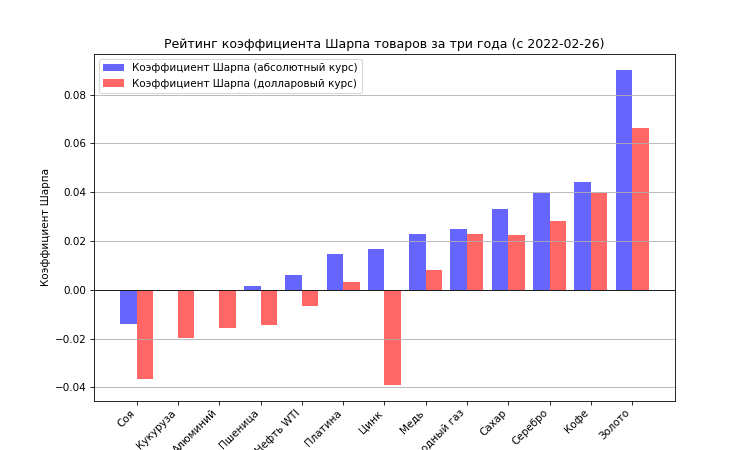 Рейтинг коэффициента Шарпа товаров за три года (с 2022-02-26)
Коэффициент Шарпа (абсолютный курс)
Коэффициент Шарпа (долларовый курс)
Коэффициент Шарпа
0.08
0.06
0.04
0.02
0.00
−0.02
−0.04
Соя
Кукуруза
Алюминий
Пшеница
Нефть WTI
Платина
Цинк
Медь
одный газ
Сахар
Серебро
Кофе
Золото